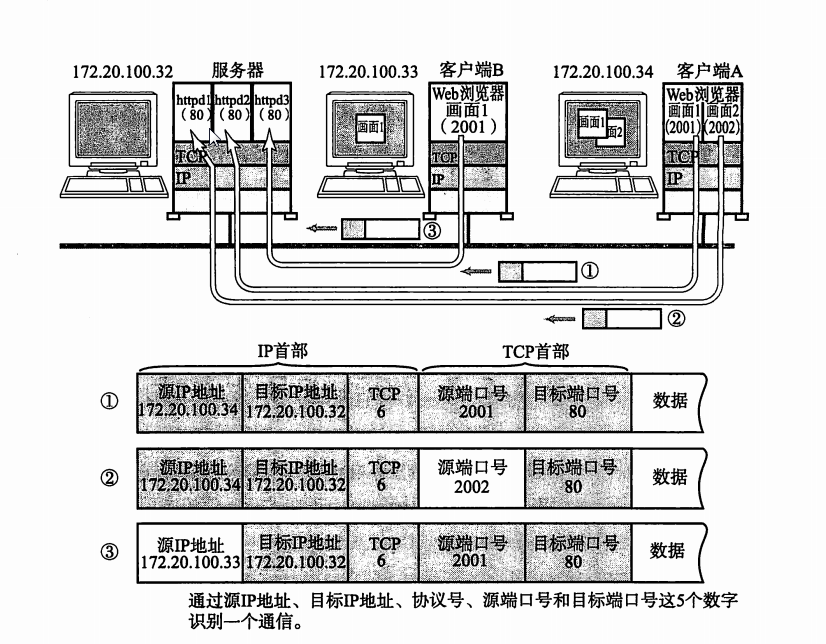 172.20.100.32
服务器
172.20.100.33
客户端B
172.20.100.34
客户端A
httpd1
（80）
httpd2
（80）
httpd3
（80）
TCP
IP
画面1
Web浏览器
画面1
（2001）
TCP
IP
画面1
面2
Web浏览器
画面1
(2001)
画面2
(2002)
TCP
IP
③
①
②
IP首部
TCP首部
①
源IP地址
172.20.100.34
目标IP地址
172.20.100.32
TCP
6
源端口号
2001
目标端口号
80
数据
②
源IP地址
172.20.100.34
目标IP地址
172.20.100.32
TCP
6
源端口号
2002
目标端口号
80
数据
③
源IP地址
172.20.100.33
目标IP地址
172.20.100.32
TCP
6
源端口号
2001
目标端口号
80
数据
通过源IP地址、目标IP地址、协议号、源端口号和目标端口号这5个数字
识别一个通信。